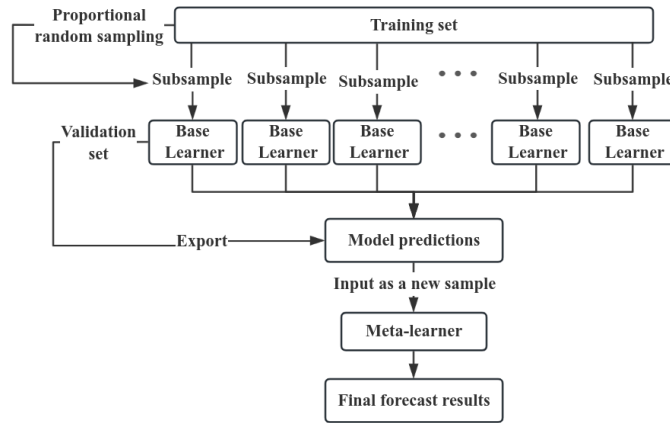 Proportional
random sampling
Training set
Subsample
Subsample
Subsample
Subsample
Subsample
Validation
set
Base
Learner
Base
Learner
Base
Learner
Base
Learner
Base
Learner
Export
Model predictions
Input as a new sample
Meta-learner
Final forecast results